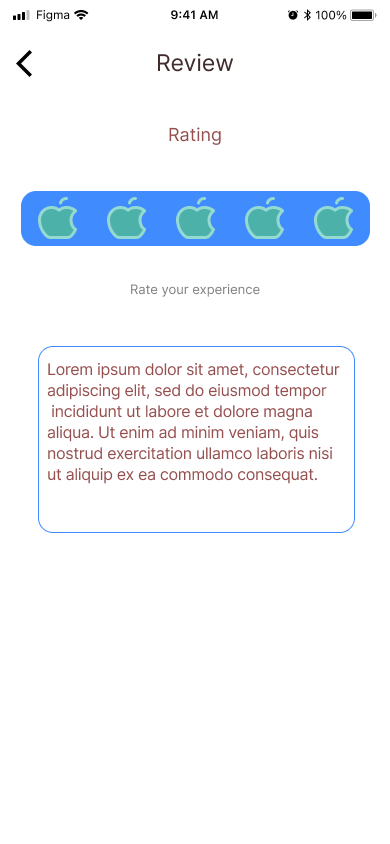 Figma 9:41 AM 100%
Review
Rating
Rate your experience
Lorem ipsum dolor sit amet, consectetur
adipiscing elit, sed do eiusmod tempor
incididunt ut labore et dolore magna
aliqua. Ut enim ad minim veniam, quis
nostrud exercitation ullamco laboris nisi
ut aliquip ex ea commodo consequat.